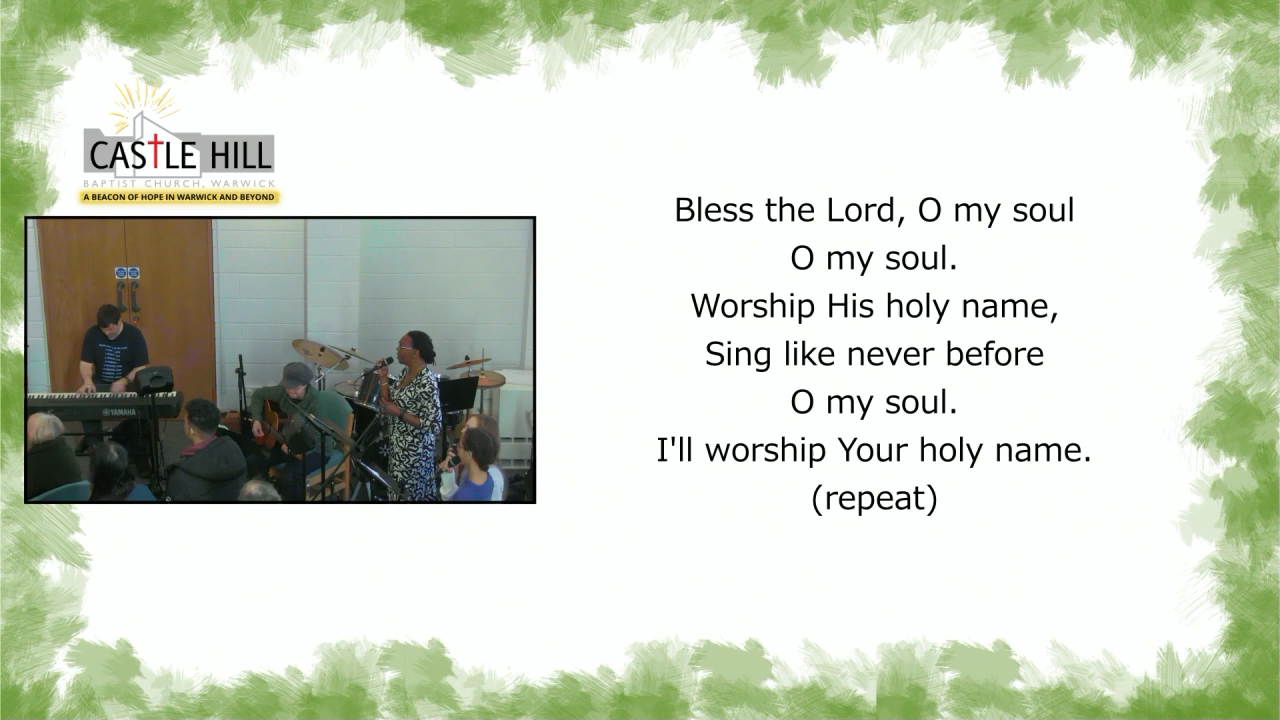 CASTLE HILL
BAPTIST CHURCH, WARWICK
A BEACON OF HOPE IN WARWICK AND BEYOND
YAMAHA
Bless the Lord, O my soul
O my soul.
Worship His holy name,
Sing like never before
O my soul.
I'll worship Your holy name.
(repeat)